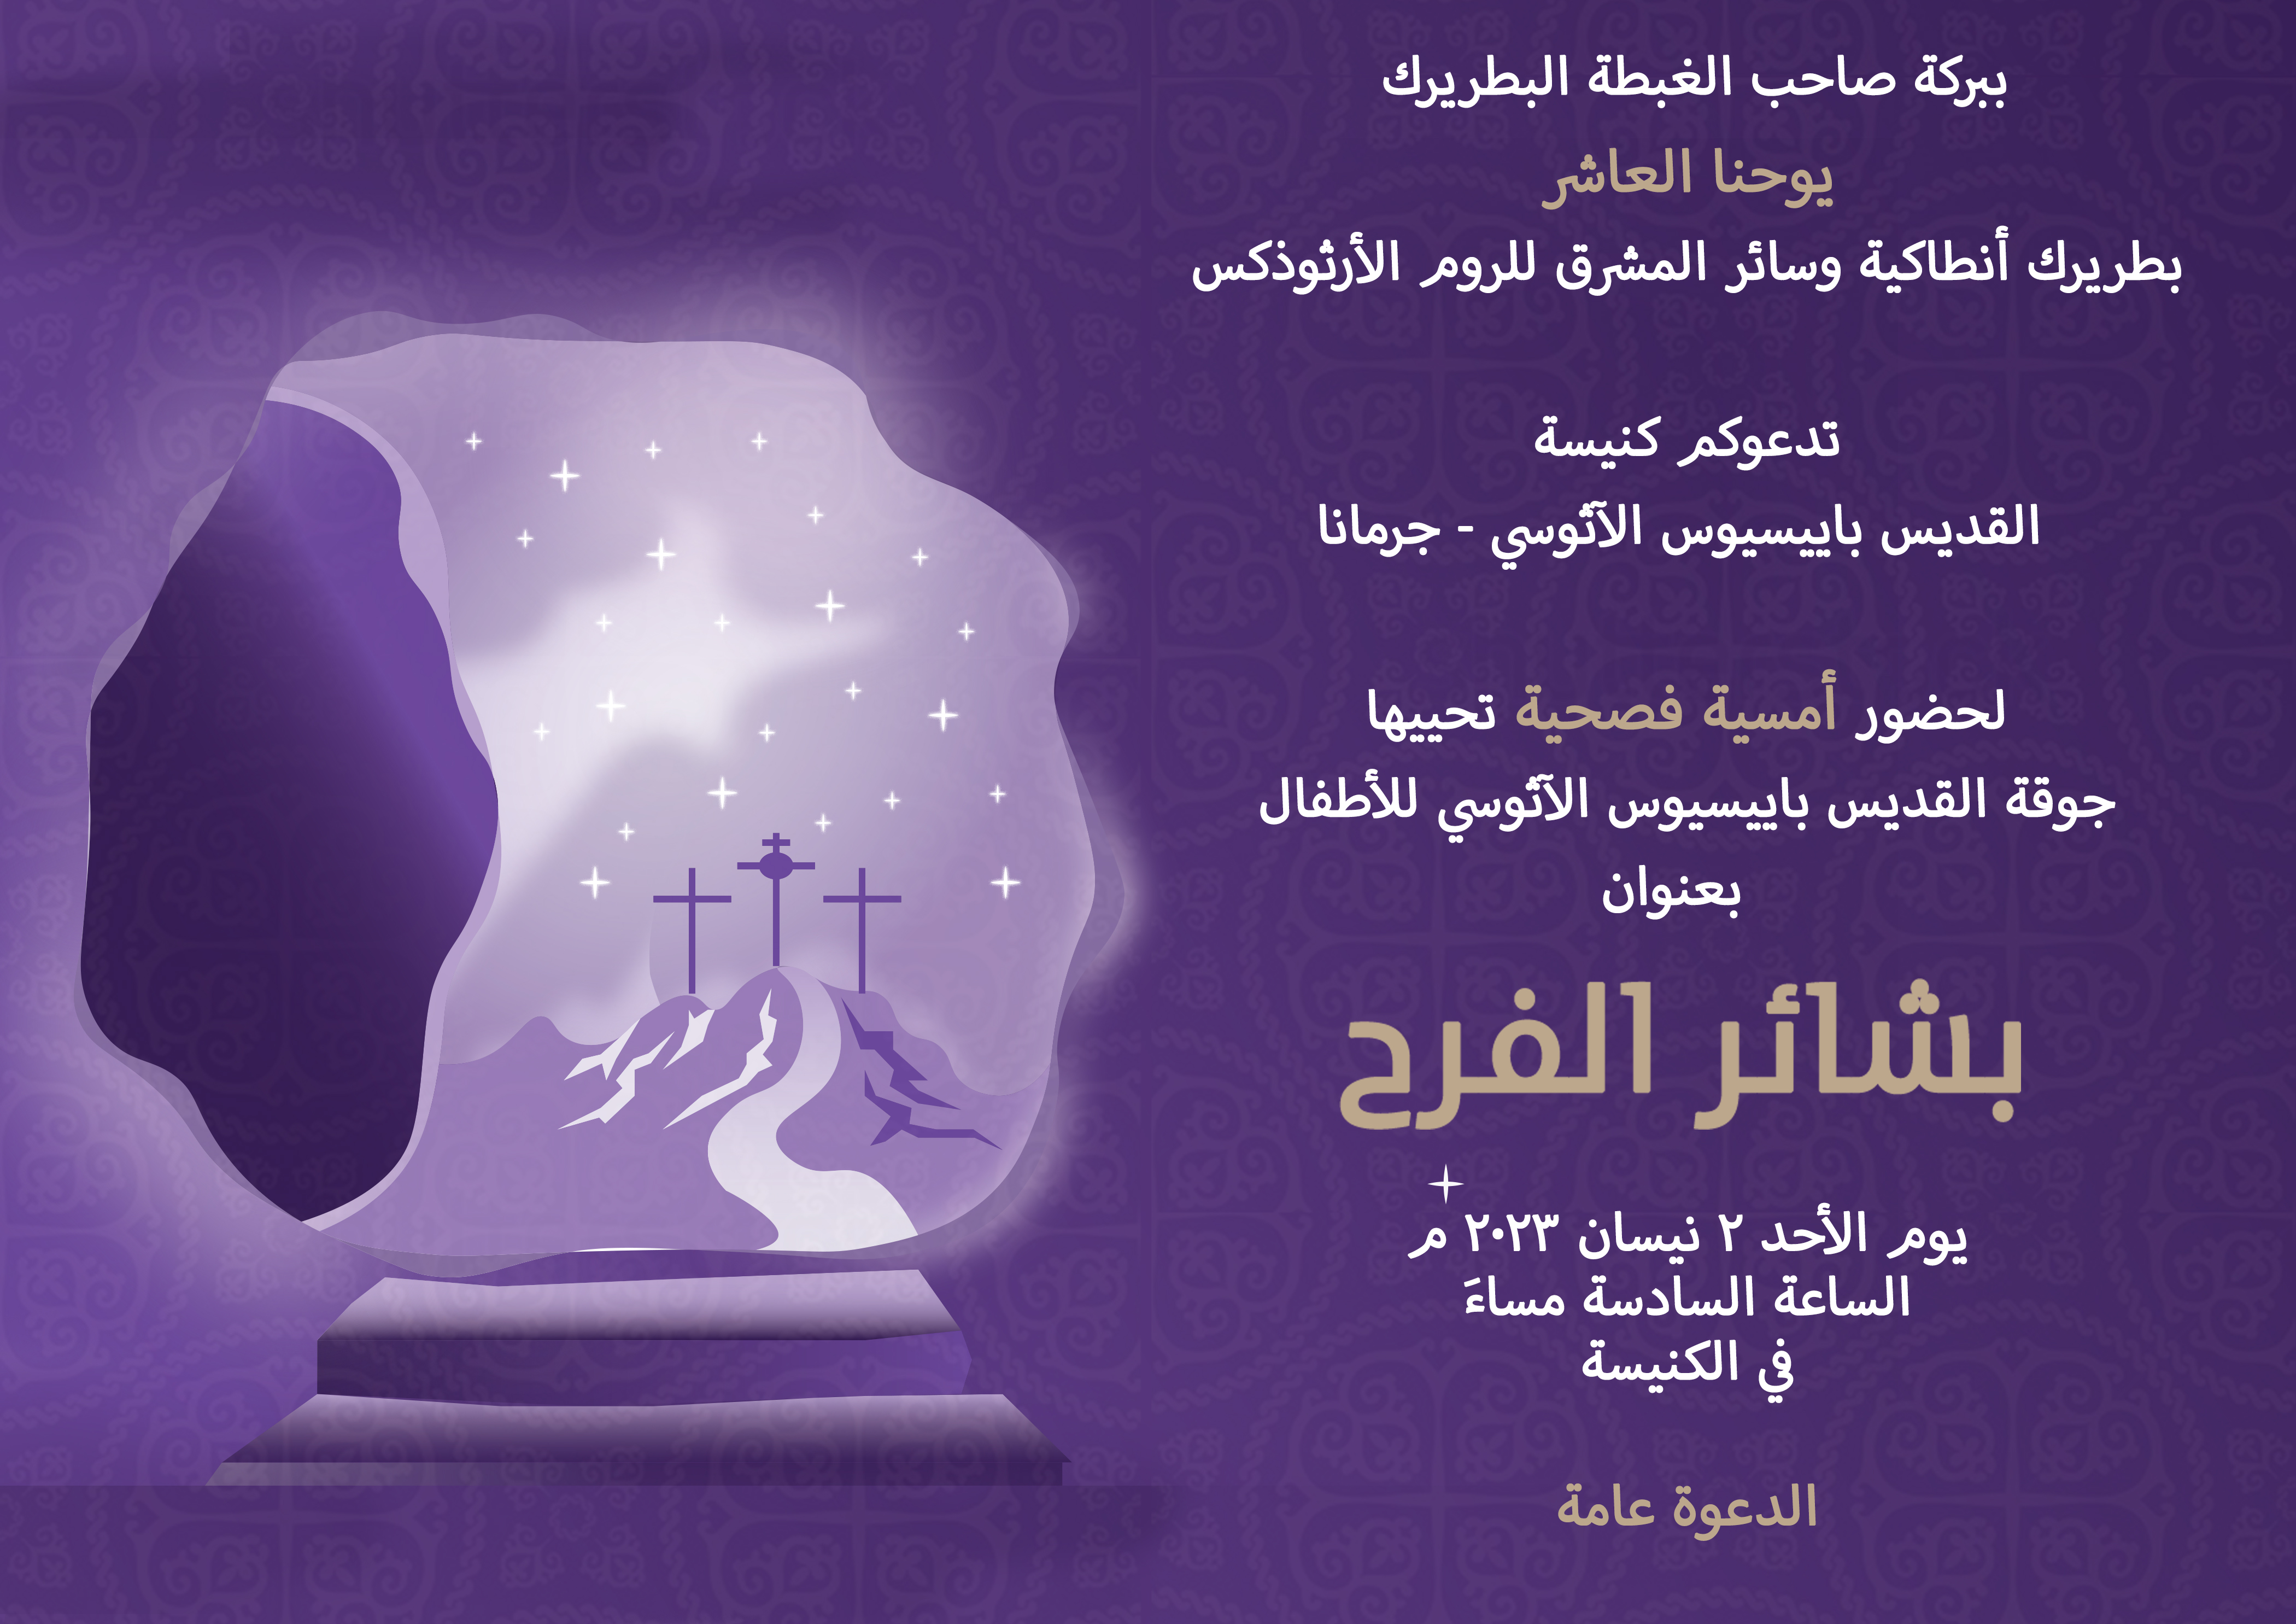 ببركة صاحب الغبطة البطريرك
يوحنا العاشر
بطريرك أنطاكية وسائر المشرق للروم الأرثوذكس
تدعوكم كنيسة
القديس باييسيوس الآثوسي - جرمانا
لحضور أمسية فصحية تحييها
جوقة القديس باييسيوس الآثوسي للأطفال
بعنوان
بشائر الفرح
يوم الأحد ٢ نيسان ٢٠٢٣ م
الساعة السادسة مساءَ
في الكنيسة
الدعوة عامة